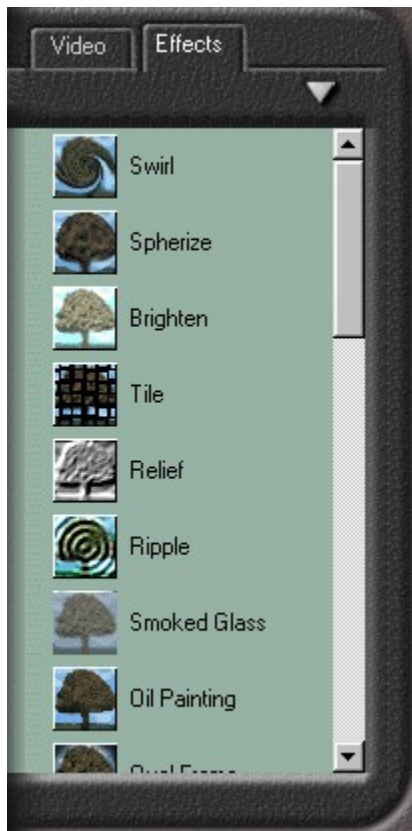 Video
Effects
Swirl
Spherize
Brighten
Tile
Relief
Ripple
Smoked Glass
Oil Painting